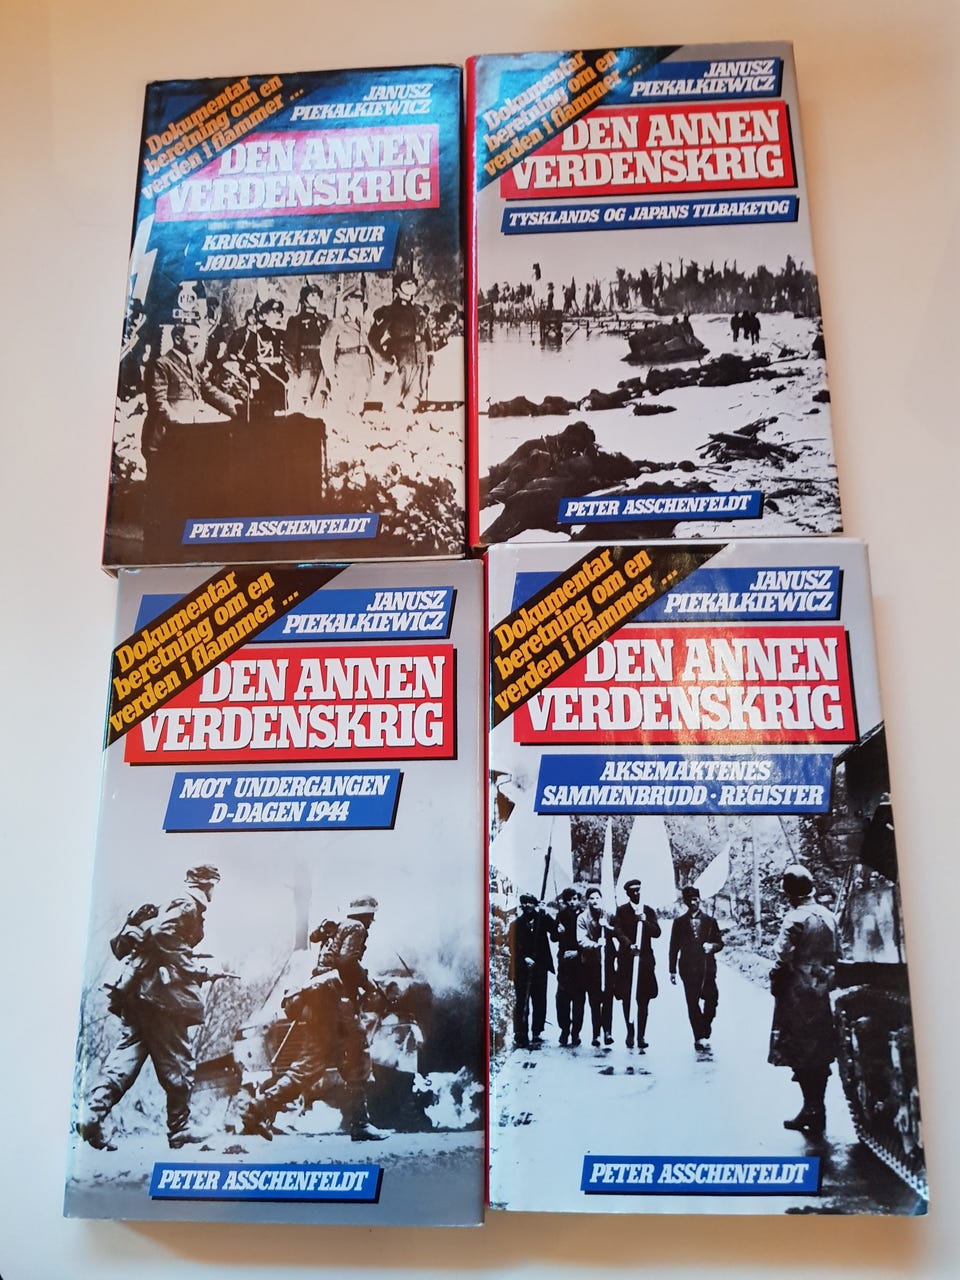 Dokumentar
beretning om en
verden i flammer ...
JANUSZ
PIEKALKIEWICZ
DEN ANNEN
VERDENSKRIG
KRIGSLYKKEN SNUR
-JØDEFORFØLGELSEN
PETER ASSCHENFELDT
Dokumentar
beretning om en
verden i flammer ...
JANUSZ
PIEKALKIEWICZ
DEN ANNEN
VERDENSKRIG
TYSKLANDS OG JAPANS TILBAKETOG
PETER ASSCHENFELDT
Dokumentar
beretning om en
verden i flammer ...
JANUSZ
PIEKALKIEWICZ
DEN ANNEN
VERDENSKRIG
MOT UNDERGANGEN
D-DAGEN 1944
PETER ASSCHENFELDT
Dokumentar
beretning om en
verden i flammer ...
JANUSZ
PIEKALKIEWICZ
DEN ANNEN
VERDENSKRIG
AKSEMAKTENES
SAMMENBRUDD · REGISTER
PETER ASSCHENFELDT